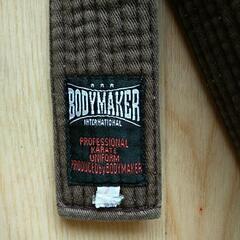 BODYMAKER
INTERNATIONAL
PROFESSIONAL
KARATE
UNIFORM
PRODUCED by BODYMAKER